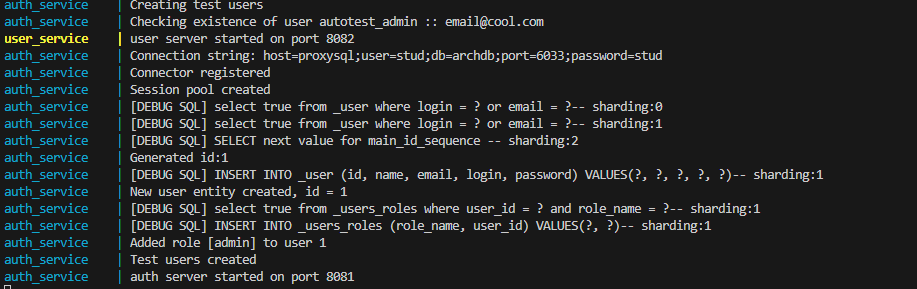 auth_service | Creating test users
auth_service | Checking existence of user autotest_admin :: email@cool.com
user_service | user server started on port 8082
auth_service | Connection string: host=proxysql;user=stud;db=archdb;port=6033;password=stud
auth_service | Connector registered
auth_service | Session pool created
auth_service | [DEBUG SQL] select true from _user where login = ? or email = ?-- sharding:0
auth_service | [DEBUG SQL] select true from _user where login = ? or email = ?-- sharding:1
auth_service | [DEBUG SQL] SELECT next value for main_id_sequence -- sharding:2
auth_service | Generated id:1
auth_service | [DEBUG SQL] INSERT INTO _user (id, name, email, login, password) VALUES(?, ?, ?, ?, ?)-- sharding:1
auth_service | New user entity created, id = 1
auth_service | [DEBUG SQL] select true from _users_roles where user_id = ? and role_name = ?-- sharding:1
auth_service | [DEBUG SQL] INSERT INTO _users_roles (role_name, user_id) VALUES(?, ?)-- sharding:1
auth_service | Added role [admin] to user 1
auth_service | Test users created
auth_service | auth server started on port 8081